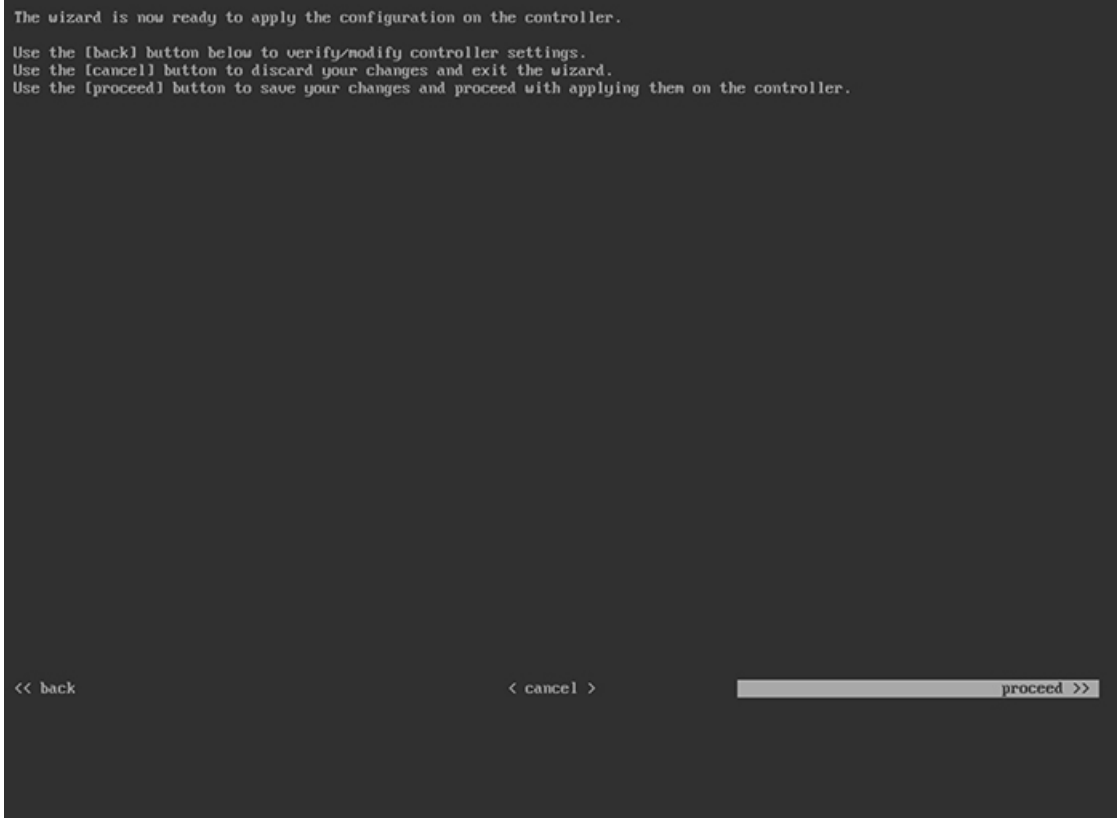 The wizard is now ready to apply the configuration on the controller.
Use the [back] button below to verify/modify controller settings.
Use the [cancel] button to discard your changes and exit the wizard.
Use the [proceed] button to save your changes and proceed with applying them on the controller.
<< back < cancel > proceed >>